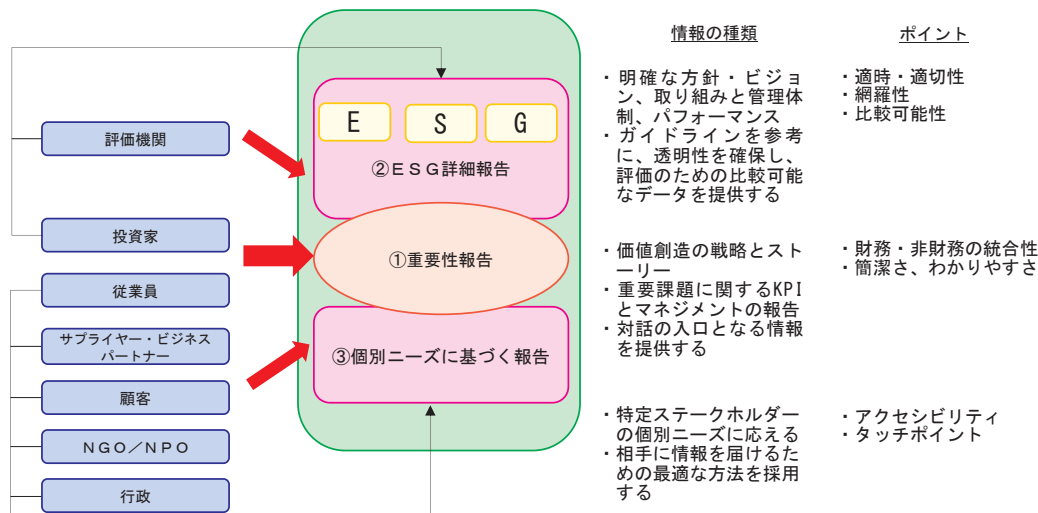 評価機関
投資家
従業員
サプライヤー・ビジネス
パートナー
顧客
ＮＧＯ／ＮＰＯ
行政
E
S
G
②ＥＳＧ詳細報告
①重要性報告
③個別ニーズに基づく報告
情報の種類
・明確な方針・ビジョ
ン、取り組みと管理体
制、パフォーマンス
・ガイドラインを参考
に、透明性を確保し、
評価のための比較可能
なデータを提供する
・価値創造の戦略とスト
ーリー
・重要課題に関するKPI
とマネジメントの報告
・対話の入口となる情報
を提供する
・特定ステークホルダー
の個別ニーズに応える
・相手に情報を届けるた
めの最適な方法を採用
する
ポイント
・適時・適切性
・網羅性
・比較可能性
・財務・非財務の統合性
・簡潔さ、わかりやすさ
・アクセシビリティ
・タッチポイント